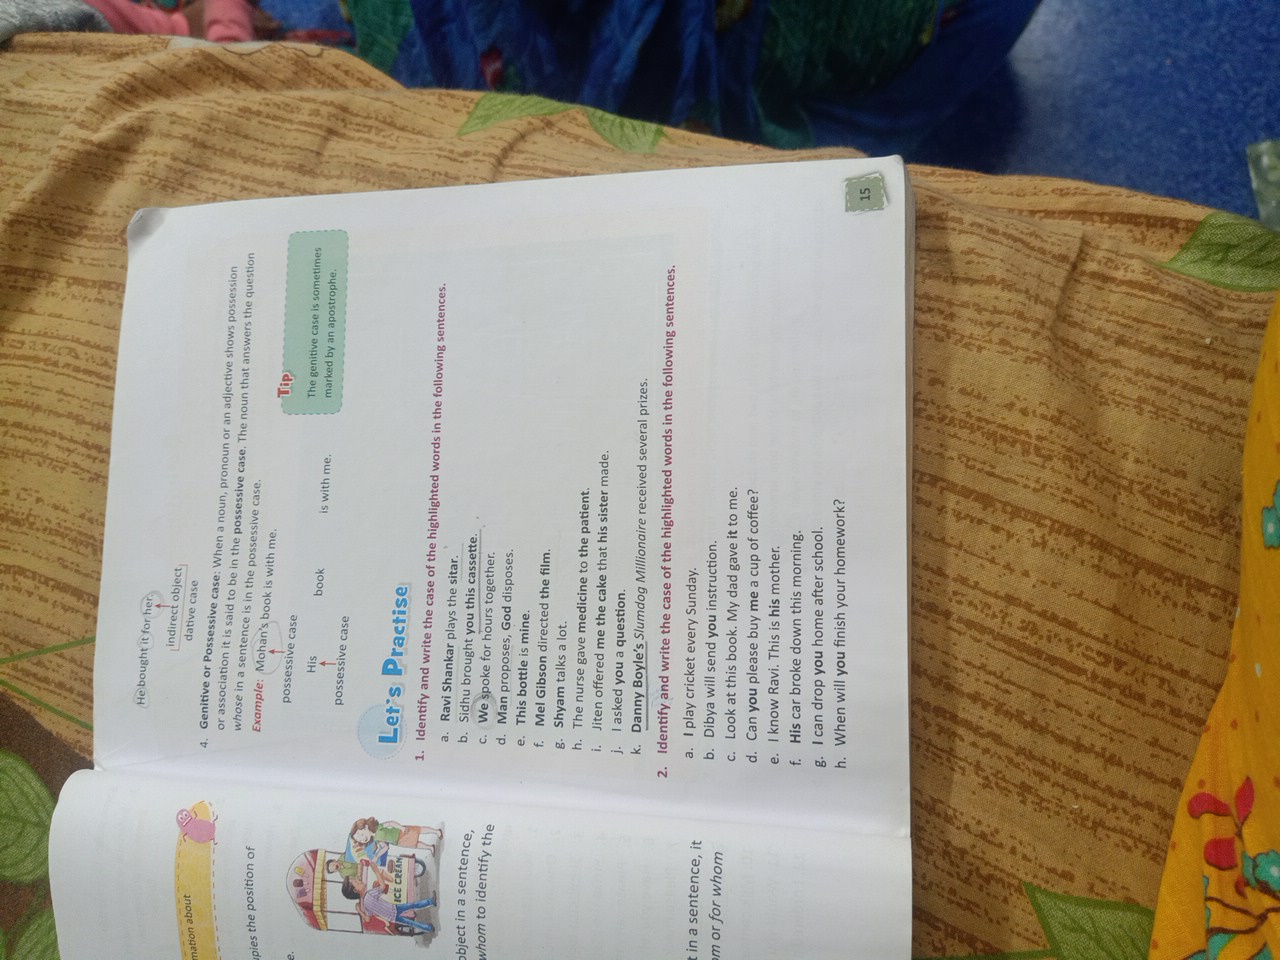 He bought it for her.
indirect object,
dative case
4. Genitive or Possessive case: When a noun, pronoun or an adjective shows possession
or association it is said to be in the possessive case. The noun that answers the question
whose in a sentence is in the possessive case.
Example: Mohan's book is with me.
possessive case
His book is with me.
possessive case
Tip
The genitive case is sometimes
marked by an apostrophe.
Let's Practise
1. Identify and write the case of the highlighted words in the following sentences.
a. Ravi Shankar plays the sitar.
b. Sidhu brought you this cassette.
c. We spoke for hours together.
d. Man proposes, God disposes.
e. This bottle is mine.
f. Mel Gibson directed the film.
g. Shyam talks a lot.
h. The nurse gave medicine to the patient.
i. Jiten offered me the cake that his sister made.
j. I asked you a question.
k. Danny Boyle's Slumdog Millionaire received several prizes.
2. Identify and write the case of the highlighted words in the following sentences.
a. I play cricket every Sunday.
b. Dibya will send you instruction.
c. Look at this book. My dad gave it to me.
d. Can you please buy me a cup of coffee?
e. I know Ravi. This is his mother.
f. His car broke down this morning.
g. I can drop you home after school.
h. When will you finish your homework?
15
mation about
upies the position of
e.
ICE CREAM
object in a sentence,
whom to identify the
t in a sentence, it
om or for whom